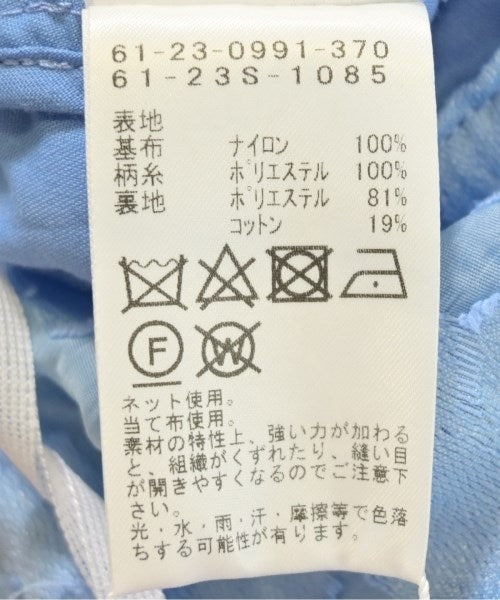 61-23-0991-370
61-23S-1085
表地
基布 ナイロン 100%
柄糸 ポリエステル 100%
裏地 ポリエステル 81%
コットン 19%
F W
ネット使用。
当て布使用。
素材の特性上、強い力が加わる
と、組織がくずれたり、縫い目
が開きやすくなるのでご注意下
さい。
光・水・雨・汗・摩擦等で色落
ちする可能性が有ります。